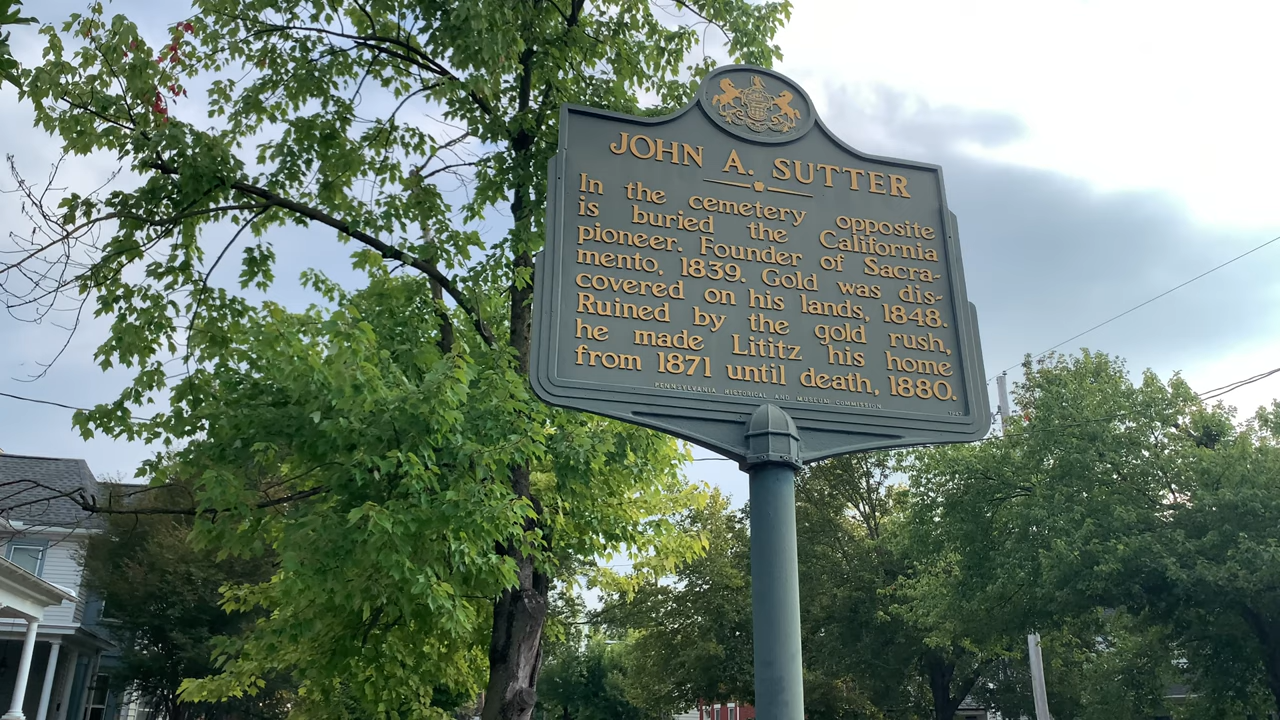 JOHN A. SUTTER
In the cemetery opposite
is buried the California
pioneer. Founder of Sacra-
mento, 1839. Gold was dis-
covered on his lands, 1848.
Ruined by the gold rush,
he made Lititz his home
from 1871 until death, 1880.
PENNSYLVANIA HISTORICAL AND MUSEUM COMMISSION